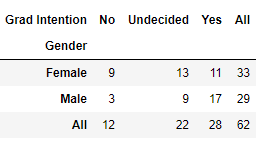 Grad Intention No Undecided Yes All
Gender
Female 9 13 11 33
Male 3 9 17 29
All 12 22 28 62